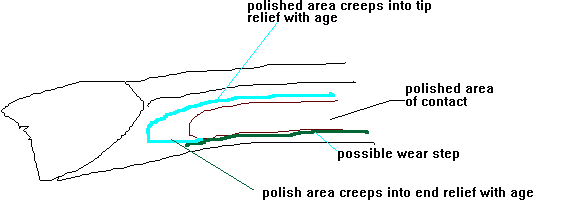 polished area creeps into tip
relief with age
polished area
of contact
possible wear step
polish area creeps into end relief with age